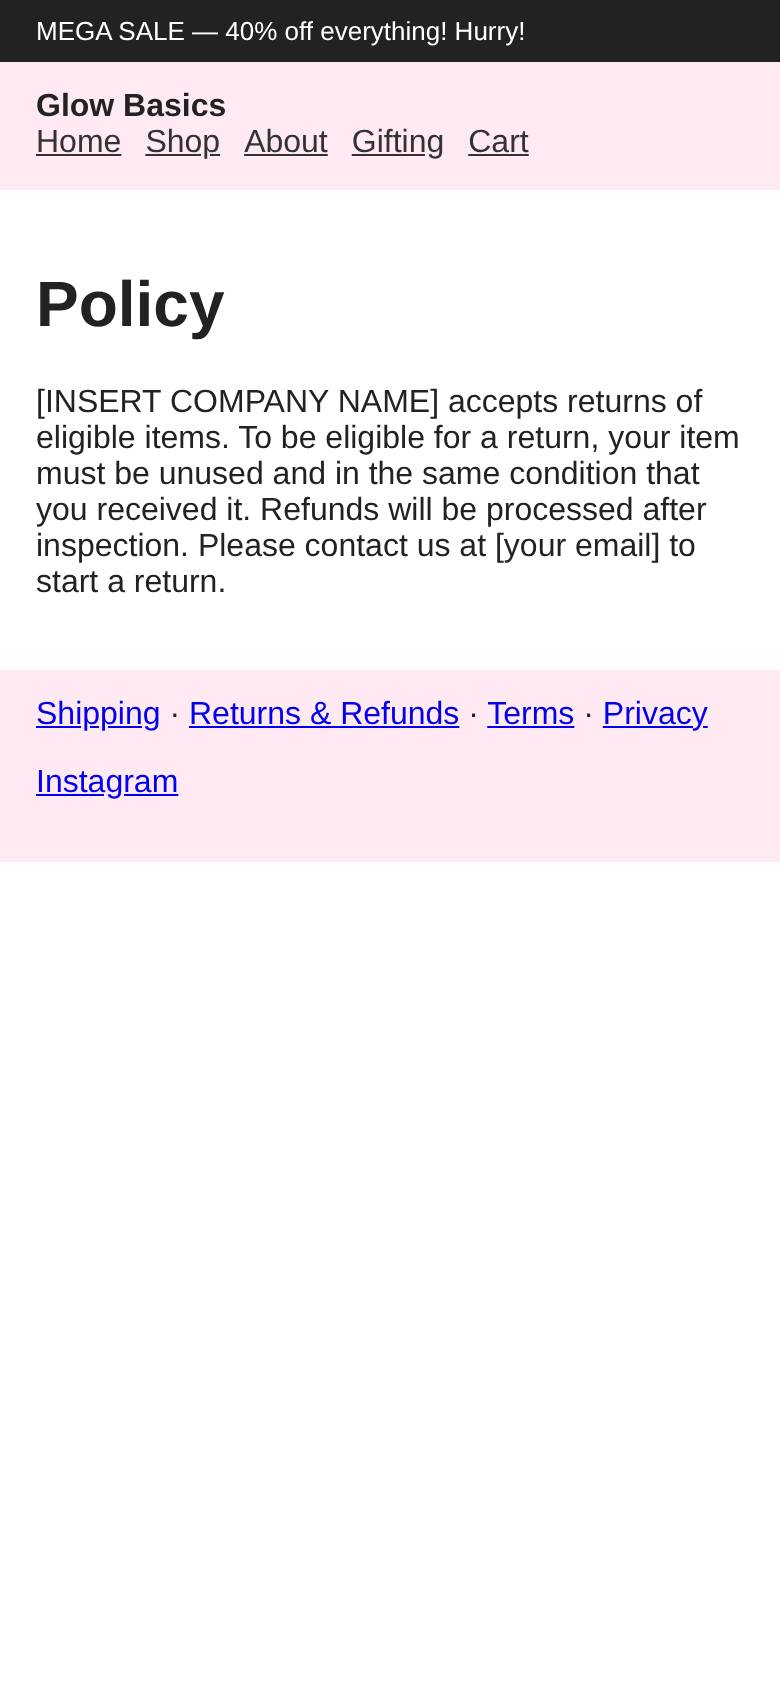 MEGA SALE — 40% off everything! Hurry!
Glow Basics
Home Shop About Gifting Cart
Policy
[INSERT COMPANY NAME] accepts returns of
eligible items. To be eligible for a return, your item
must be unused and in the same condition that
you received it. Refunds will be processed after
inspection. Please contact us at [your email] to
start a return.
Shipping · Returns & Refunds · Terms · Privacy
Instagram